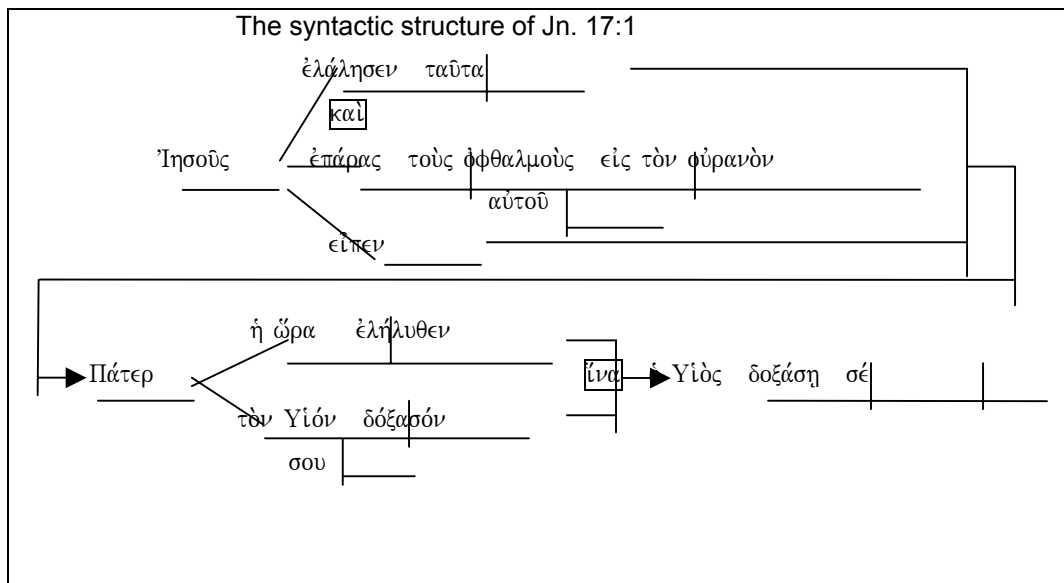 The syntactic structure of Jn. 17:1
ἐλάλησεν ταῦτα
καὶ
Ἰησοῦς ἐπάρας τοὺς ὀφθαλμοὺς εἰς τὸν οὐρανὸν
αὐτοῦ
εἶπεν
ἡ ὥρα ἐλήλυθεν
Πάτερ ἵνα ὁ Υἱὸς δοξάσῃ σέ
τὸν Υἱόν δόξασόν
σου